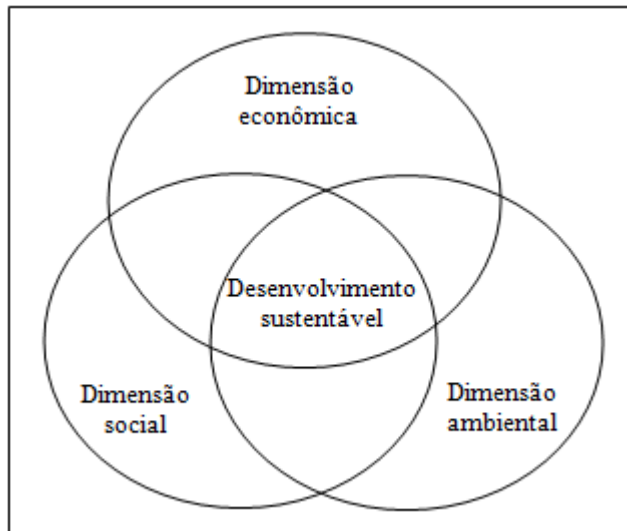 Dimensão
econômica
Desenvolvimento
sustentável
Dimensão
social
Dimensão
ambiental